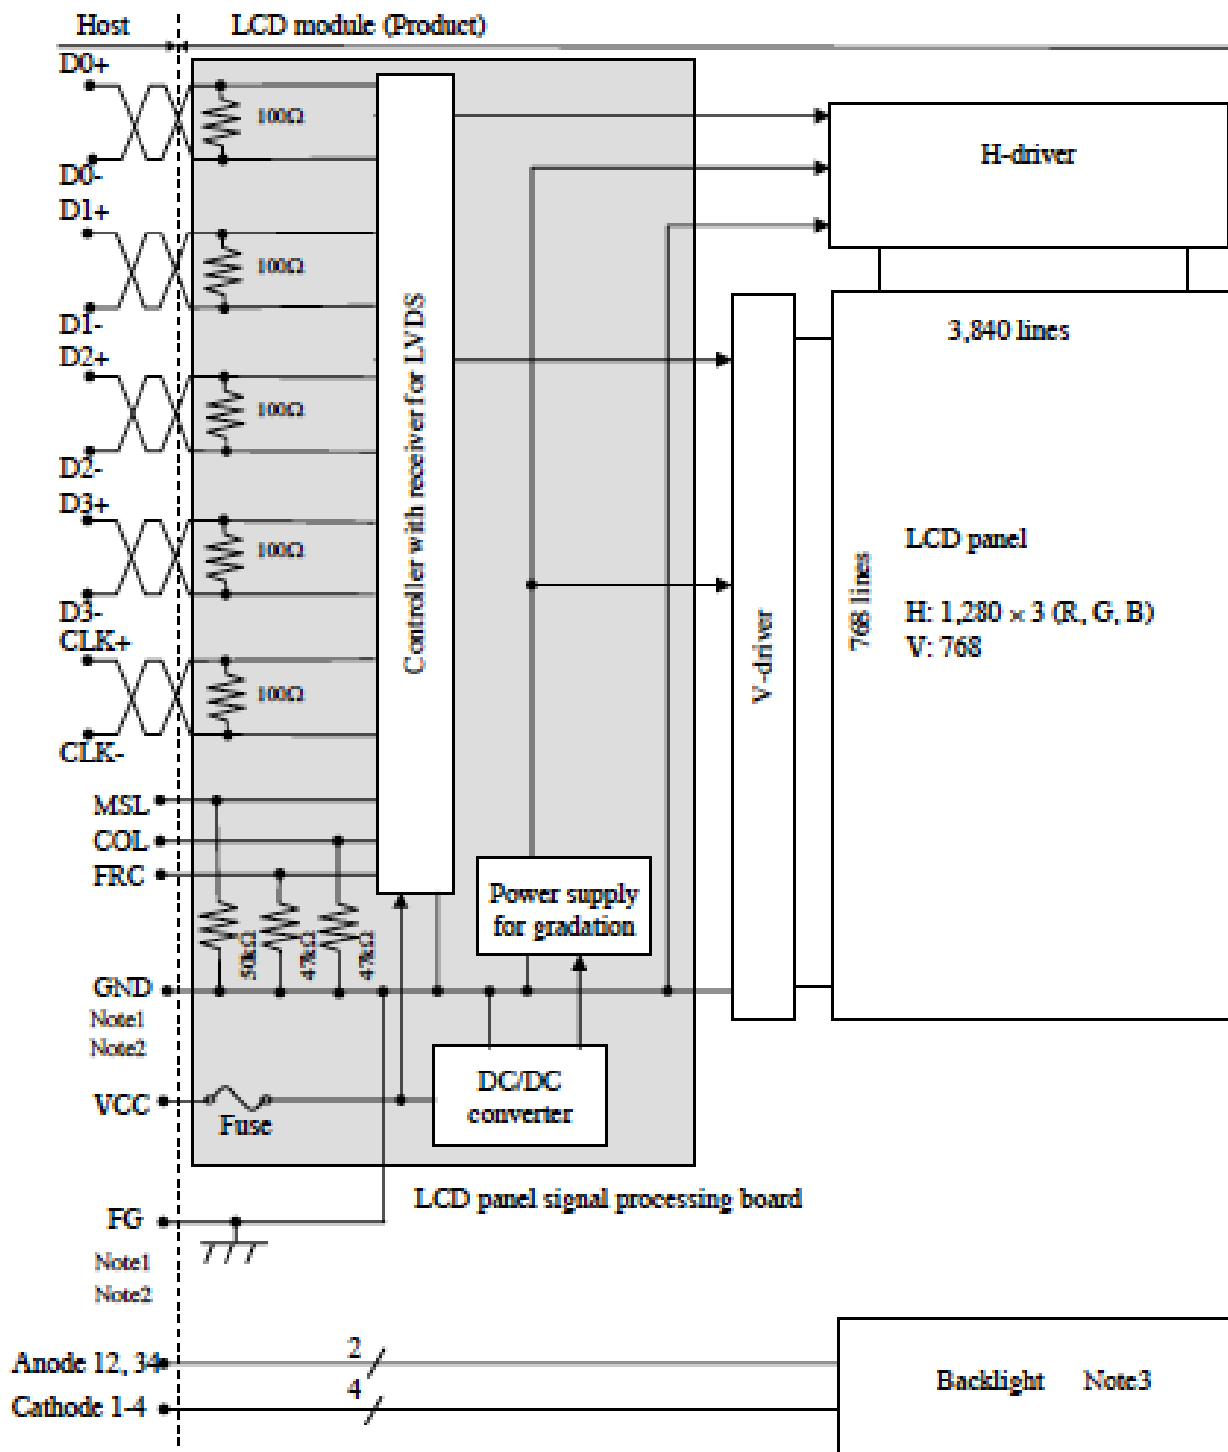 Host
LCD module (Product)
D0+
100Ω
D0-
H-driver
D1+
100Ω
D1-
D2+
100Ω
D2-
D3+
100Ω
D3-
CLK+
100Ω
CLK-
Controller with receiver for LVDS
3,840 lines
768 lines
V-driver
LCD panel
H: 1,280 × 3 (R, G, B)
V: 768
MSL
COL
FRC
50kΩ
47kΩ
47kΩ
Power supply
for gradation
GND
Note1
Note2
VCC
Fuse
DC/DC
converter
LCD panel signal processing board
FG
Note1
Note2
Anode 12, 34
2
Cathode 1-4
4
Backlight Note3